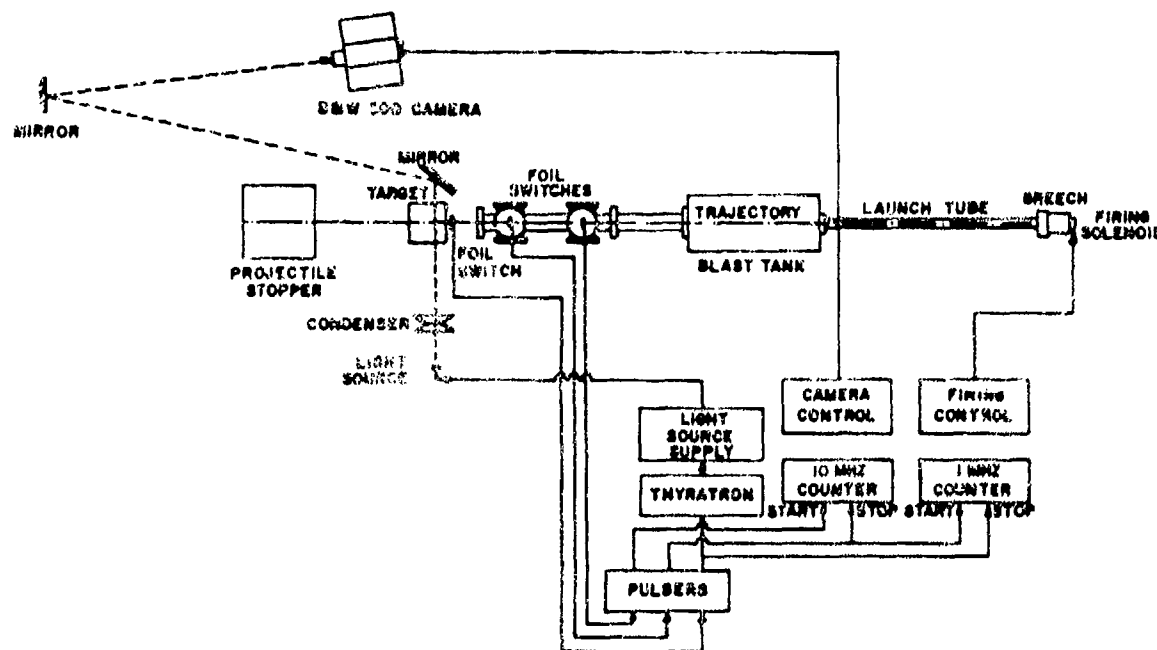 CAMERA
MIRROR
MIRROR
FOIL
SWITCHES
TARGET
TRAJECTORY
LAUNCH TUBE
BREECH
FIRING
SOLENOID
BLAST TANK
FOIL
SWITCH
PROJECTILE
STOPPER
CONDENSER
LIGHT
SOURCE
CAMERA
CONTROL
FIRING
CONTROL
LIGHT
SOURCE
SUPPLY
10 MHZ
COUNTER
1 MHZ
COUNTER
THYRATRON
START STOP START STOP
PULSERS